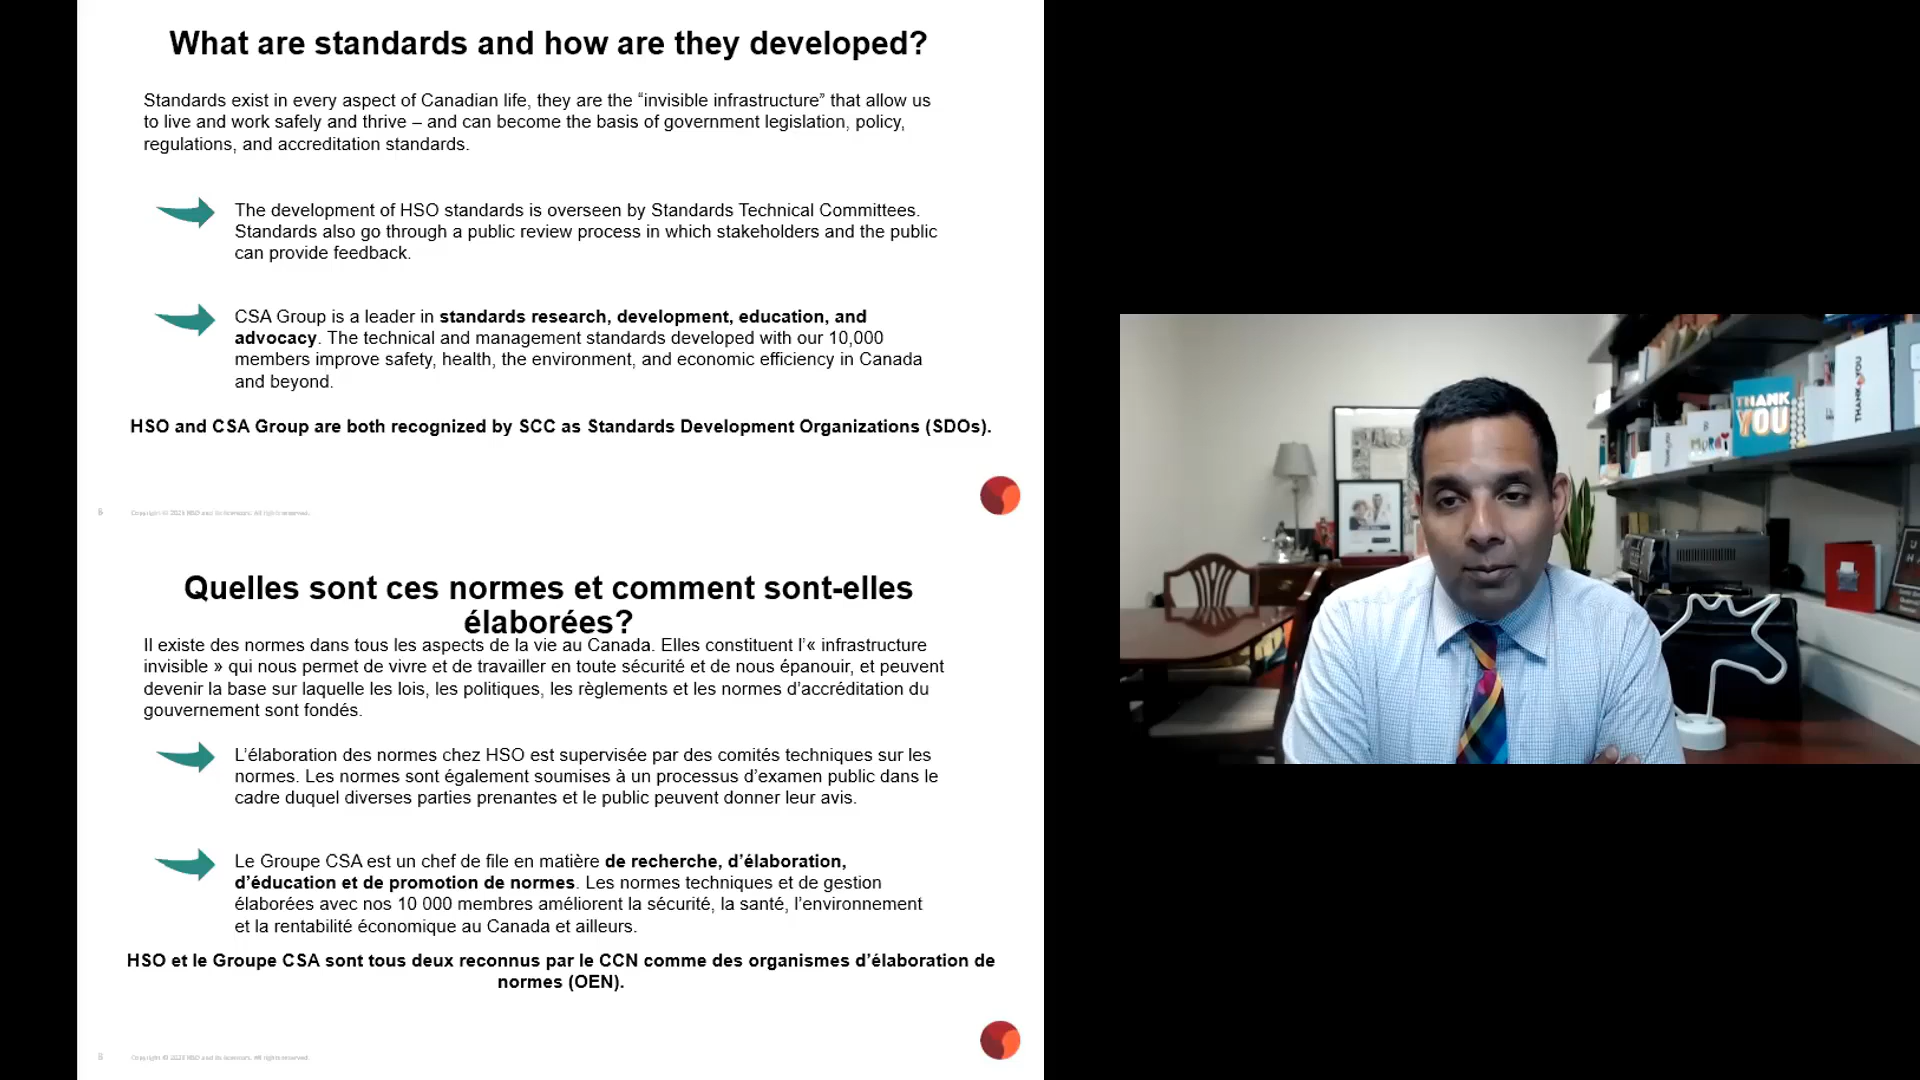 What are standards and how are they developed?
Standards exist in every aspect of Canadian life, they are the “invisible infrastructure” that allow us
to live and work safely and thrive – and can become the basis of government legislation, policy,
regulations, and accreditation standards.
The development of HSO standards is overseen by Standards Technical Committees.
Standards also go through a public review process in which stakeholders and the public
can provide feedback.
CSA Group is a leader in standards research, development, education, and
advocacy. The technical and management standards developed with our 10,000
members improve safety, health, the environment, and economic efficiency in Canada
and beyond.
HSO and CSA Group are both recognized by SCC as Standards Development Organizations (SDOs).
Quelles sont ces normes et comment sont-elles
élaborées?
Il existe des normes dans tous les aspects de la vie au Canada. Elles constituent l’« infrastructure
invisible » qui nous permet de vivre et de travailler en toute sécurité et de nous épanouir, et peuvent
devenir la base sur laquelle les lois, les politiques, les règlements et les normes d’accréditation du
gouvernement sont fondés.
L’élaboration des normes chez HSO est supervisée par des comités techniques sur les
normes. Les normes sont également soumises à un processus d’examen public dans le
cadre duquel diverses parties prenantes et le public peuvent donner leur avis.
Le Groupe CSA est un chef de file en matière de recherche, d’élaboration,
d’éducation et de promotion de normes. Les normes techniques et de gestion
élaborées avec nos 10 000 membres améliorent la sécurité, la santé, l’environnement
et la rentabilité économique au Canada et ailleurs.
HSO et le Groupe CSA sont tous deux reconnus par le CCN comme des organismes d’élaboration de
normes (OEN).
THANK
YOU
THANK YOU